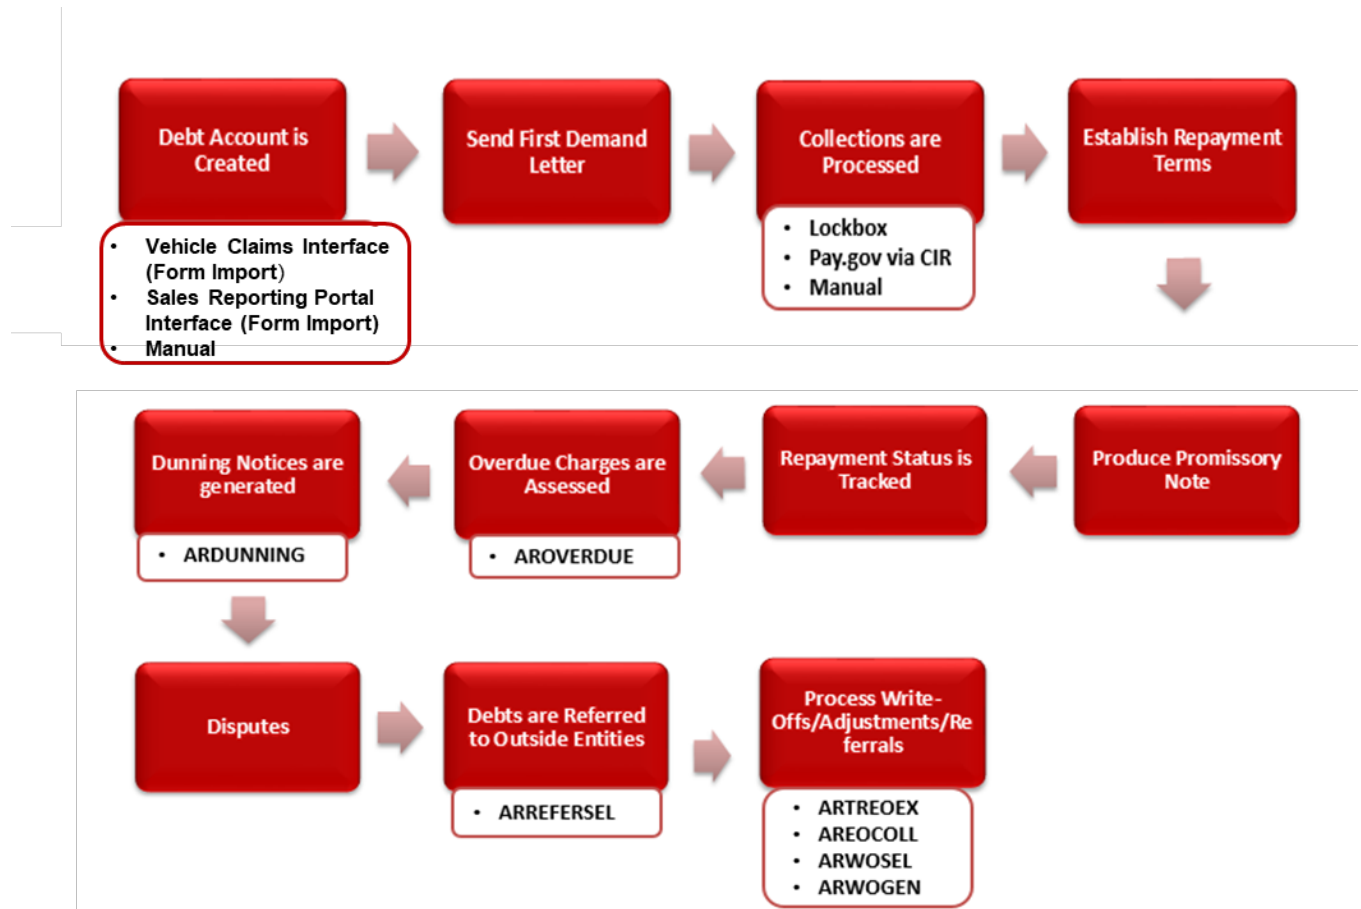 Debt Account is
Created
Send First Demand
Letter
Collections are
Processed
Establish Repayment
Terms
• Vehicle Claims Interface
(Form Import)
• Sales Reporting Portal
Interface (Form Import)
• Manual
• Lockbox
• Pay.gov via CIR
• Manual
Dunning Notices are
generated
Overdue Charges are
Assessed
Repayment Status is
Tracked
Produce Promissory
Note
• ARDUNNING
• AROVERDUE
Disputes
Debts are Referred
to Outside Entities
Process Write-
Offs/Adjustments/Re
ferrals
• ARREFERSEL
• ARTREOEX
• AREOCOLL
• ARWOSEL
• ARWOGEN